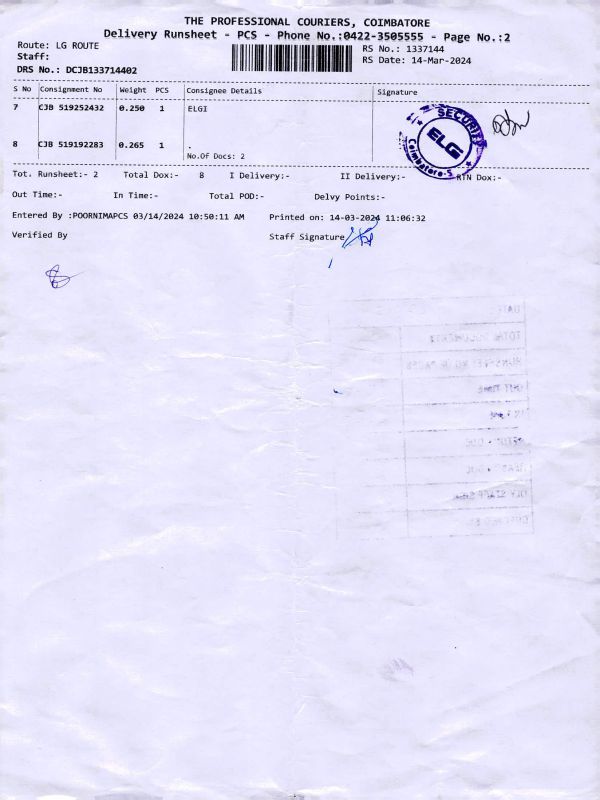 THE PROFESSIONAL COURIERS, COIMBATORE
Delivery Runsheet - PCS - Phone No.:0422-3505555 - Page No.:2
Route: LG ROUTE
RS No.: 1337144
Staff:
RS Date: 14-Mar-2024
DRS No.: DCJB133714402
S No Consignment No Weight PCS Consignee Details Signature
7 CJB 519252432 0.250 1 ELGI
SECURITY
ELGI
Coimbatore-5
8 CJB 519192283 0.265 1 .
No.Of Docs: 2
Tot. Runsheet:- 2 Total Dox:- 8 I Delivery:- II Delivery:- RTN Dox:-
Out Time:- In Time:- Total POD:- Delvy Points:-
Entered By :POORNIMAPCS 03/14/2024 10:50:11 AM Printed on: 14-03-2024 11:06:32
Verified By Staff Signature